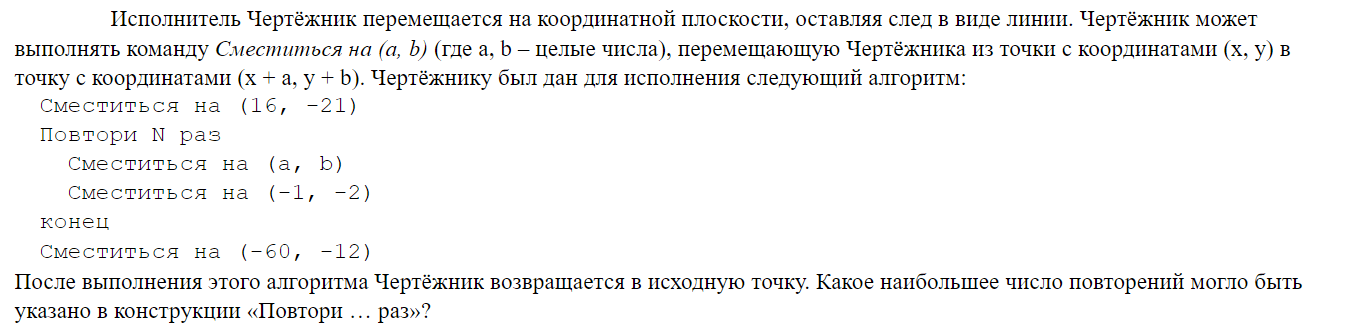 Исполнитель Чертёжник перемещается на координатной плоскости, оставляя след в виде линии. Чертёжник может
выполнять команду Сместиться на (a, b) (где a, b – целые числа), перемещающую Чертёжника из точки с координатами (x, y) в
точку с координатами (x + a, y + b). Чертёжнику был дан для исполнения следующий алгоритм:
Сместиться на (16, -21)
Повтори N раз
Сместиться на (a, b)
Сместиться на (-1, -2)
конец
Сместиться на (-60, -12)
После выполнения этого алгоритма Чертёжник возвращается в исходную точку. Какое наибольшее число повторений могло быть
указано в конструкции «Повтори … раз»?